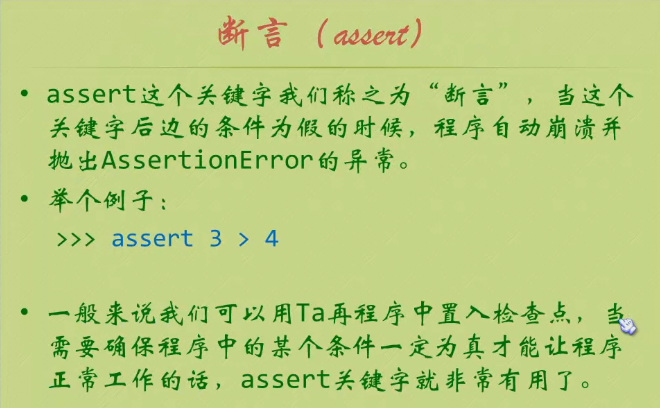 断言（assert）
• assert这个关键字我们称之为“断言”，当这个
关键字后边的条件为假的时候，程序自动崩溃并
抛出AssertionError的异常。
• 举个例子：
>>> assert 3 > 4
• 一般来说我们可以用Ta再程序中置入检查点，当
需要确保程序中的某个条件一定为真才能让程序
正常工作的话，assert关键字就非常有用了。